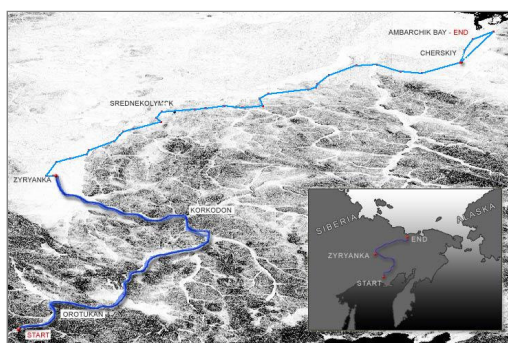 AMBARCHIK BAY - END
CHERSKIY
SREDNEKOLYMSK
ZYRYANKA
KORKODON
OROTUKAN
START
SIBERIA
ALASKA
END
ZYRYANKA
START